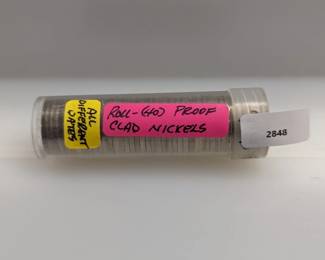 ALL
DIFFERENT
DATES
ROLL-(40) PROOF
CLAD NICKELS
2848